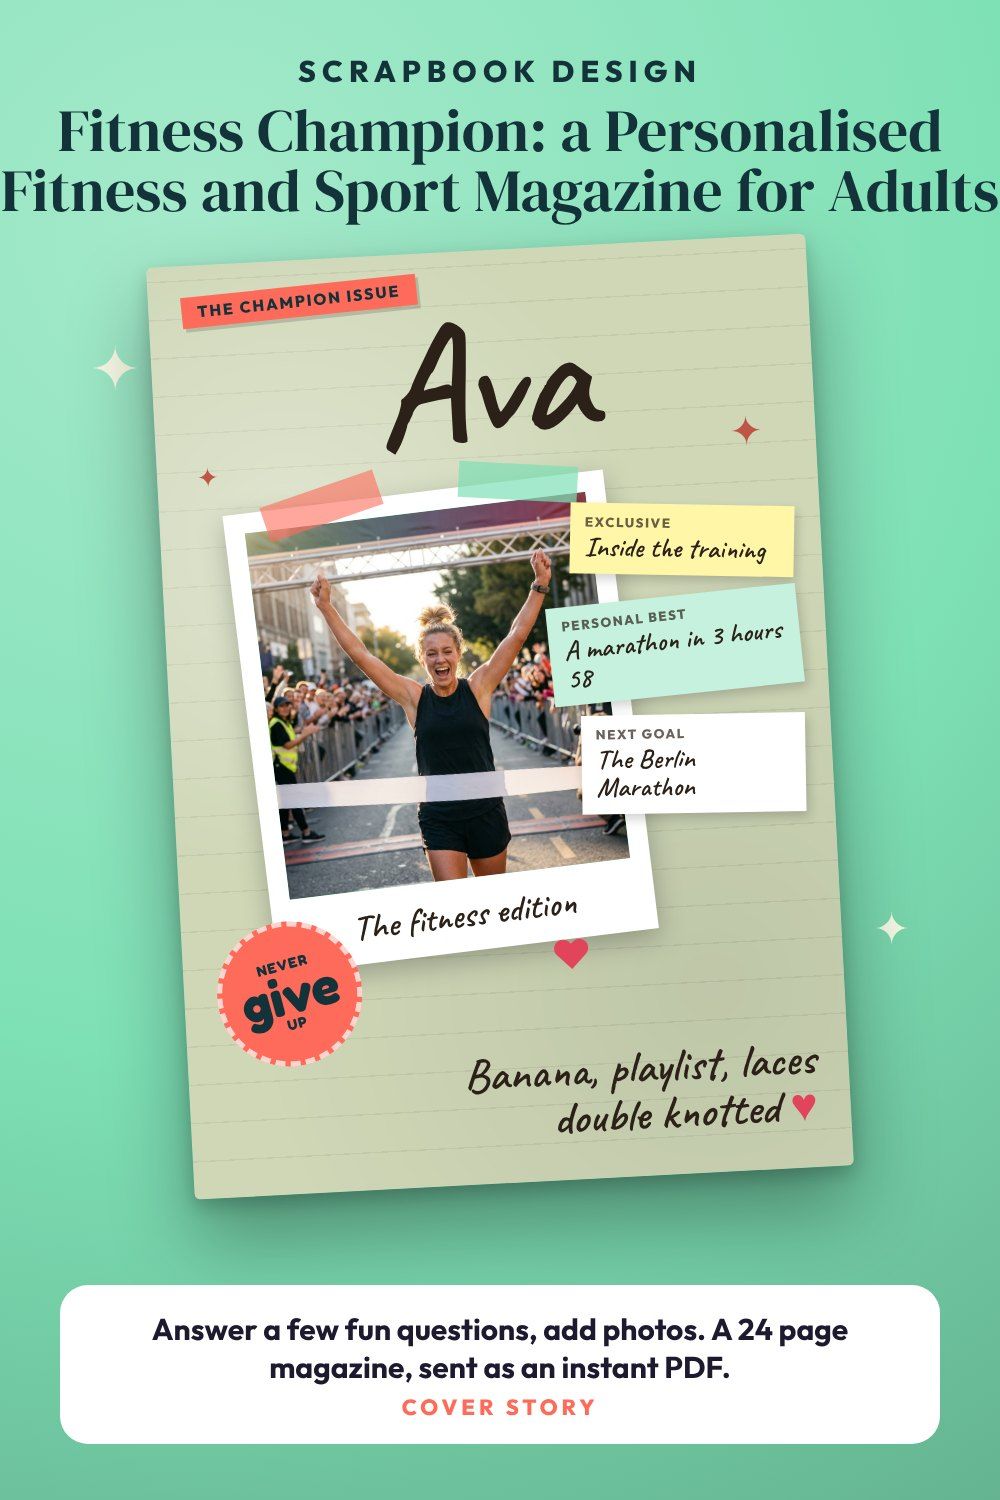 SCRAPBOOK DESIGN
Fitness Champion: a Personalised
Fitness and Sport Magazine for Adults
THE CHAMPION ISSUE
Ava
EXCLUSIVE
Inside the training
PERSONAL BEST
A marathon in 3 hours
58
NEXT GOAL
The Berlin
Marathon
The fitness edition
NEVER
give
UP
Banana, playlist, laces
double knotted ♥
Answer a few fun questions, add photos. A 24 page
magazine, sent as an instant PDF.
COVER STORY